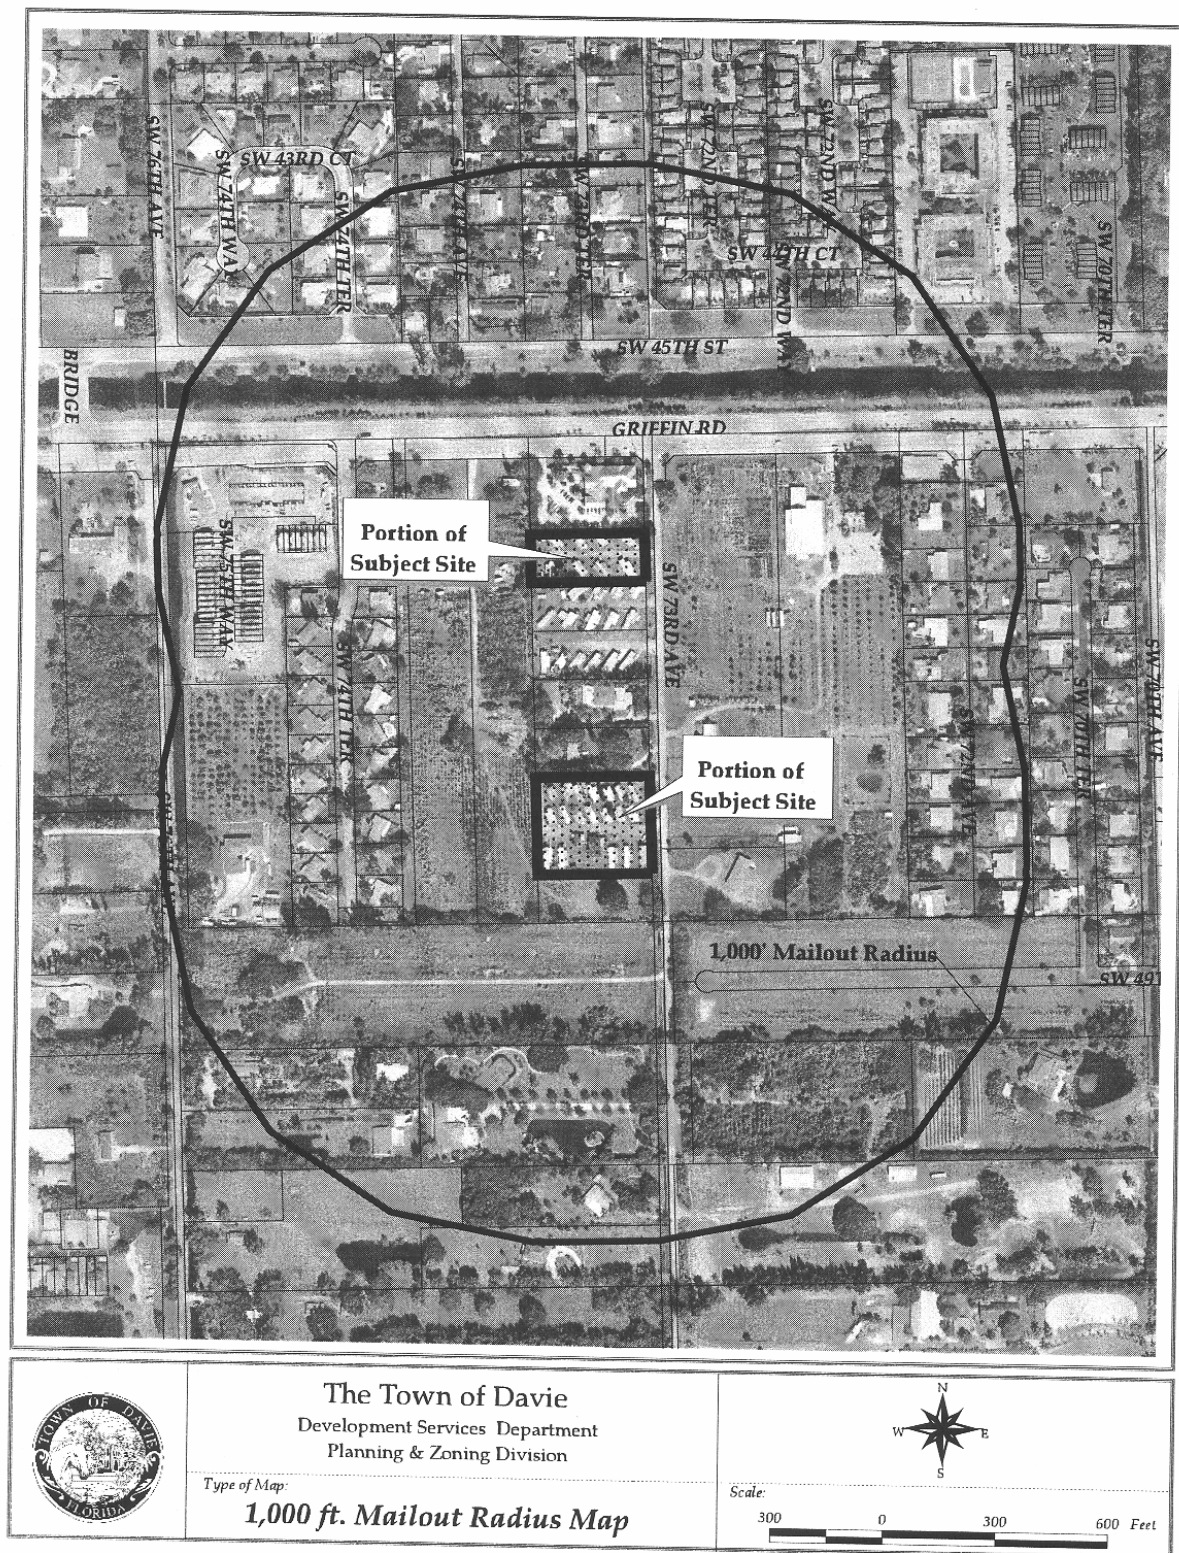 SW 76TH AVE
SW 43RD CT
SW 74TH WAY
SW 74TH TER
SW 74TH AVE
SW 73RD TER
SW 72ND TER
SW 72ND WAY
SW 44TH CT
SW 72ND WAY
SW 70TH TER
SW 45TH ST
BRIDGE
GRIFFIN RD
Portion of
Subject Site
SW 75TH WAY
SW 73RD AVE
SW 74TH TER
SW 70TH AVE
SW 70TH TER
SW 72ND AVE
Portion of
Subject Site
1,000' Mailout Radius
SW 49T
TOWN OF DAVIE
FLORIDA
The Town of Davie
Development Services Department
Planning & Zoning Division
Type of Map:
1,000 ft. Mailout Radius Map
N
W E
S
Scale:
300 0 300 600 Feet